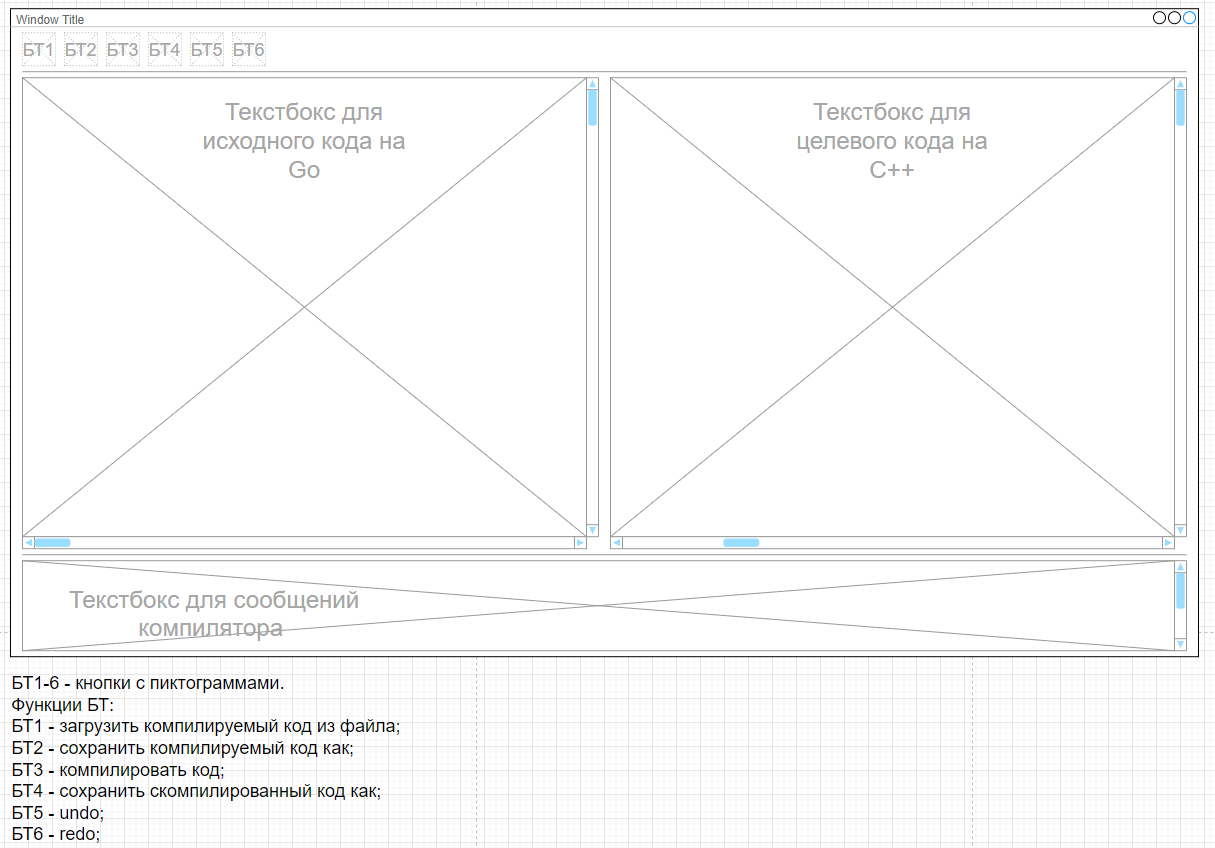 Window Title
БТ1 БТ2 БТ3 БТ4 БТ5 БТ6
Текстбокс для
исходного кода на
Go
Текстбокс для
целевого кода на
C++
Текстбокс для сообщений
компилятора
БТ1-6 - кнопки с пиктограммами.
Функции БТ:
БТ1 - загрузить компилируемый код из файла;
БТ2 - сохранить компилируемый код как;
БТ3 - компилировать код;
БТ4 - сохранить скомпилированный код как;
БТ5 - undo;
БТ6 - redo;